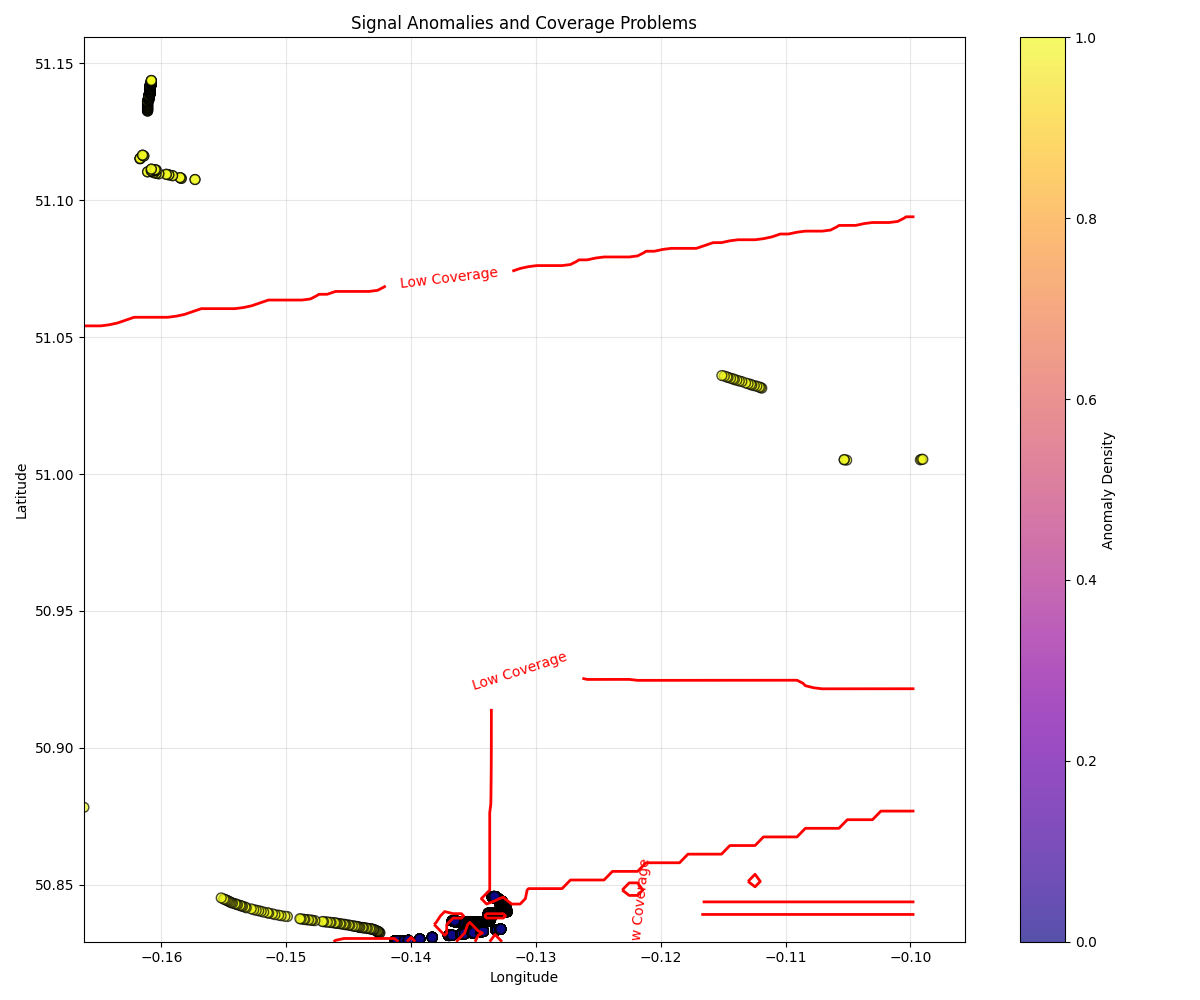 Signal Anomalies and Coverage Problems
51.15
51.10
51.05
51.00
50.95
50.90
50.85
Latitude
Low Coverage
Low Coverage
w Coverage
−0.16
−0.15
−0.14
−0.13
−0.12
−0.11
−0.10
Longitude
1.0
0.8
0.6
0.4
0.2
0.0
Anomaly Density